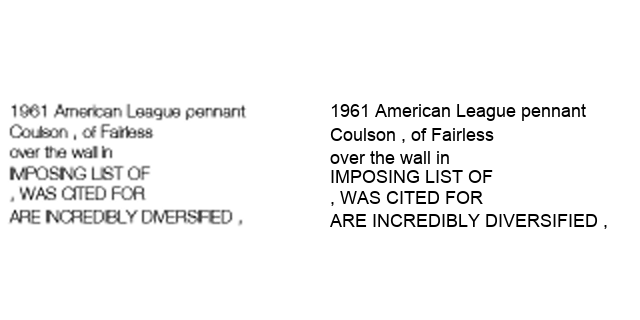 1961 American League pennant
Coulson , of Fairless
over the wall in
IMPOSING LIST OF
, WAS CITED FOR
ARE INCREDIBLY DIVERSIFIED ,
1961 American League pennant
Coulson , of Fairless
over the wall in
IMPOSING LIST OF
, WAS CITED FOR
ARE INCREDIBLY DIVERSIFIED ,